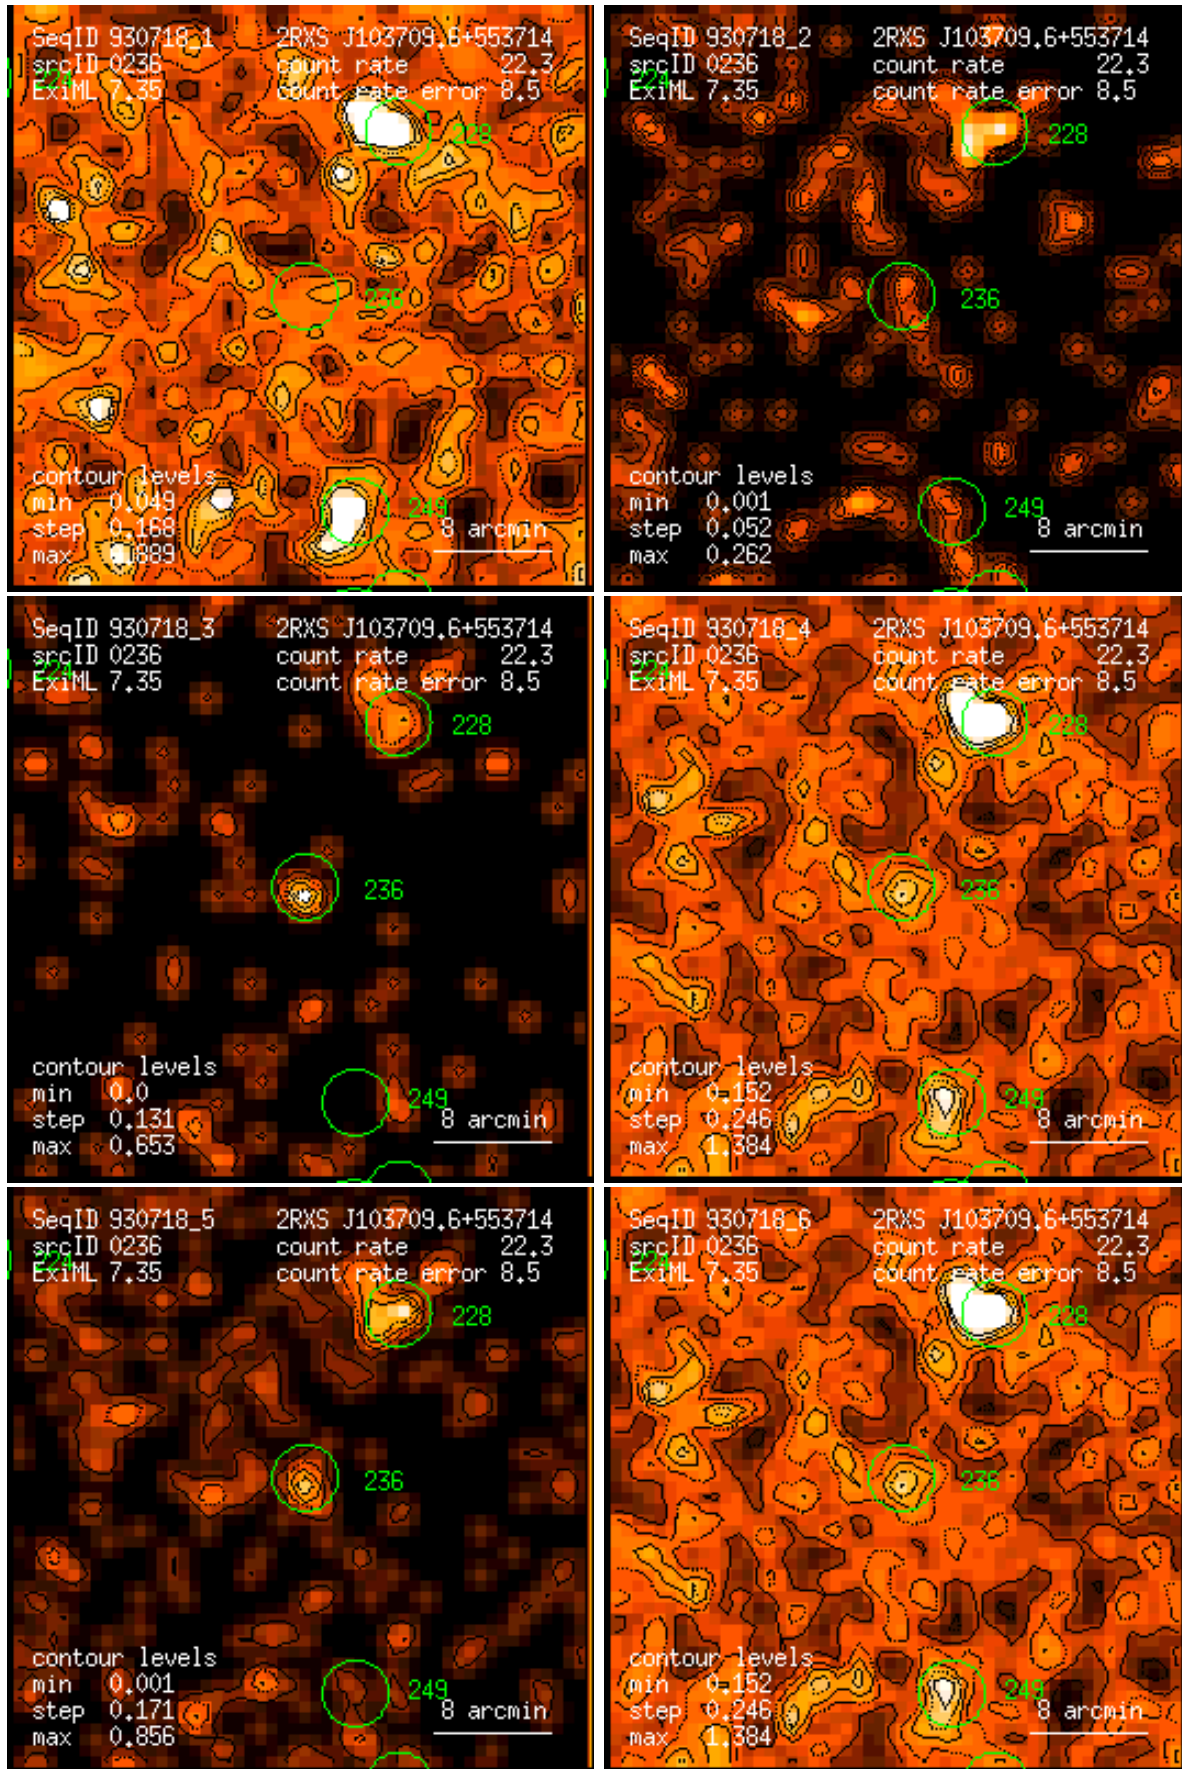 SeqID 930718_1 2RXS J103709.6+553714
srcID 0236 count rate 22.3
224
ExiML 7.35 count rate error 8.5
228
236
contour levels
min 0.049
249
step 0.168 8 arcmin
max 0.889
SeqID 930718_2 2RXS J103709.6+553714
srcID 0236 count rate 22.3
224
ExiML 7.35 count rate error 8.5
228
236
contour levels
min 0.001
249
step 0.052 8 arcmin
max 0.262
SeqID 930718_3 2RXS J103709.6+553714
srcID 0236 count rate 22.3
224
ExiML 7.35 count rate error 8.5
228
236
contour levels
min 0.0
249
step 0.131 8 arcmin
max 0.653
SeqID 930718_4 2RXS J103709.6+553714
srcID 0236 count rate 22.3
224
ExiML 7.35 count rate error 8.5
228
236
contour levels
min 0.152
249
step 0.246 8 arcmin
max 1.384
SeqID 930718_5 2RXS J103709.6+553714
srcID 0236 count rate 22.3
224
ExiML 7.35 count rate error 8.5
228
236
contour levels
min 0.001
249
step 0.171 8 arcmin
max 0.856
SeqID 930718_6 2RXS J103709.6+553714
srcID 0236 count rate 22.3
224
ExiML 7.35 count rate error 8.5
228
236
contour levels
min 0.152
249
step 0.246 8 arcmin
max 1.384